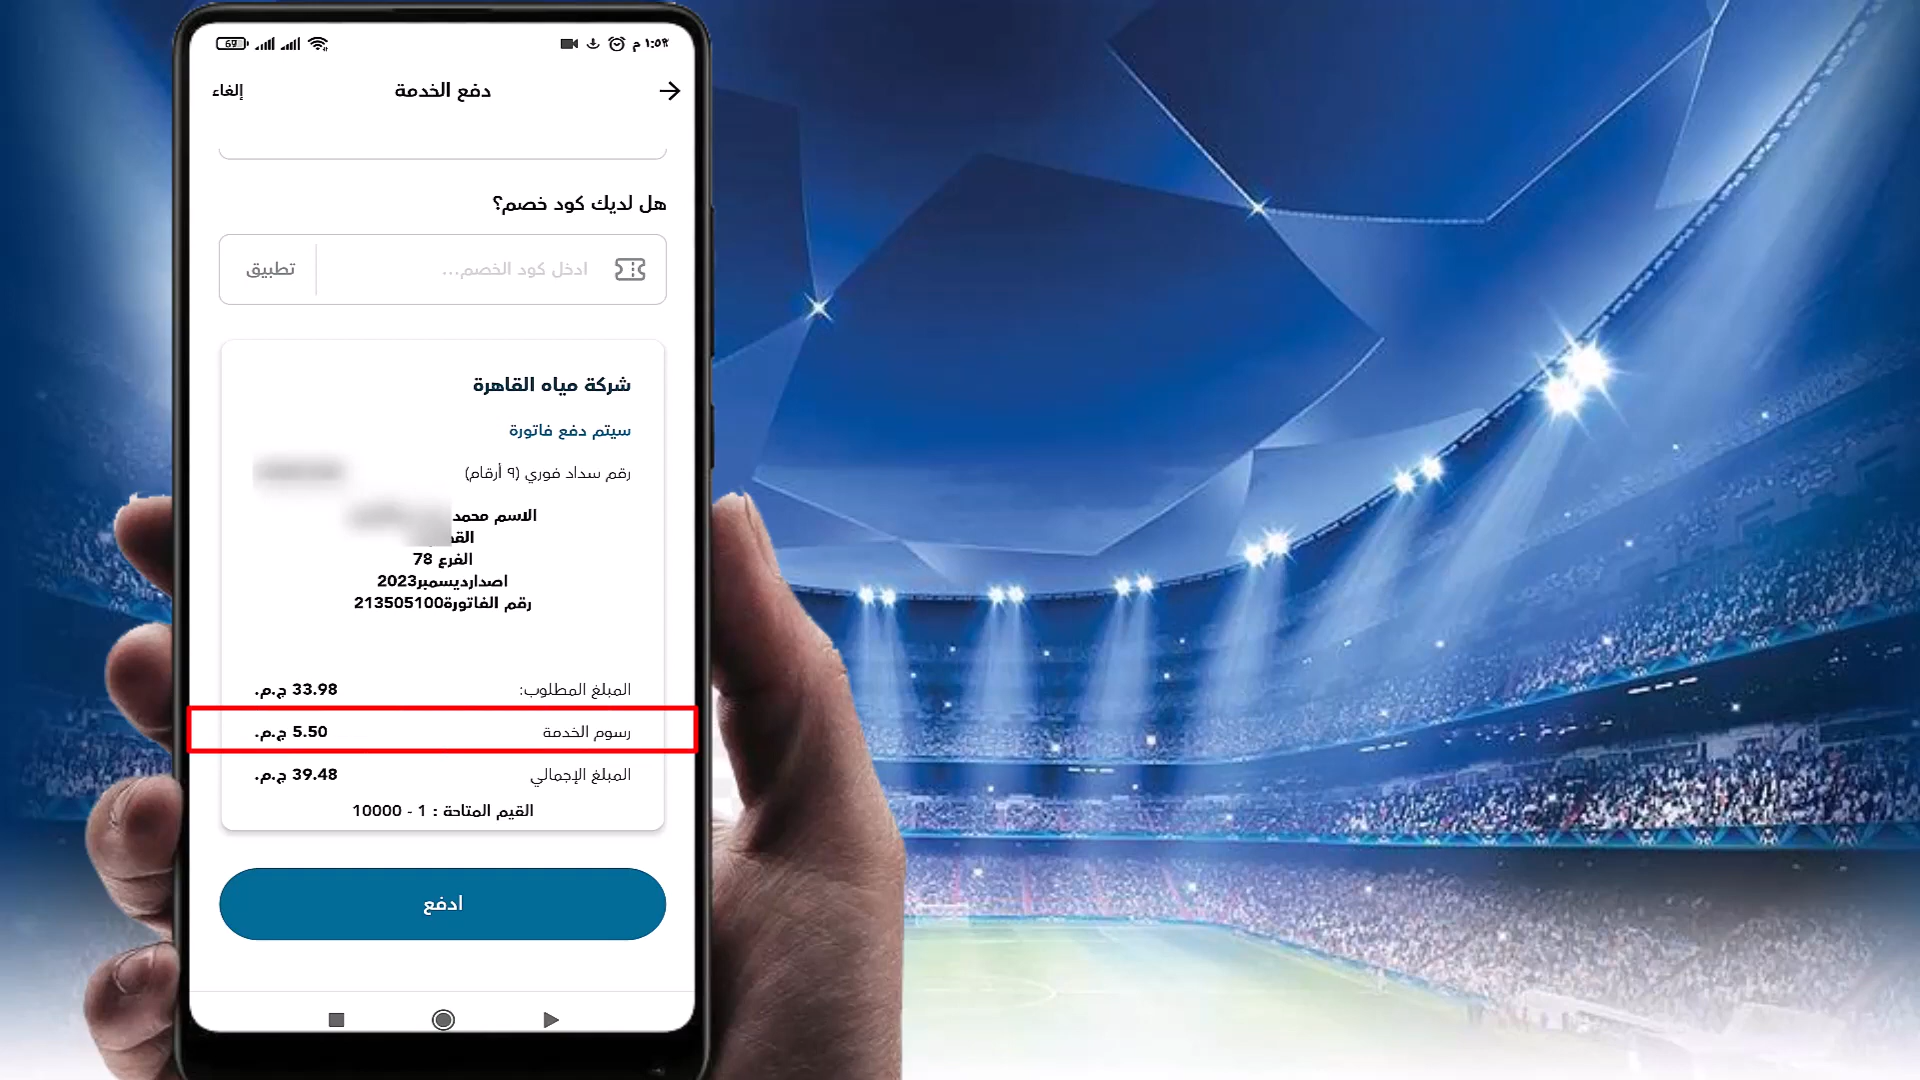 69
١:٥٩ م
دفع الخدمة
إلغاء
هل لديك كود خصم؟
ادخل كود الخصم...
تطبيق
شركة مياه القاهرة
سيتم دفع فاتورة
رقم سداد فوري (٩ أرقام)
الاسم محمد
الفرع 78
اصدارديسمبر2023
رقم الفاتورة213505100
المبلغ المطلوب: 33.98 ج.م.
رسوم الخدمة 5.50 ج.م.
المبلغ الإجمالي 39.48 ج.م.
القيم المتاحة : 1 - 10000
ادفع